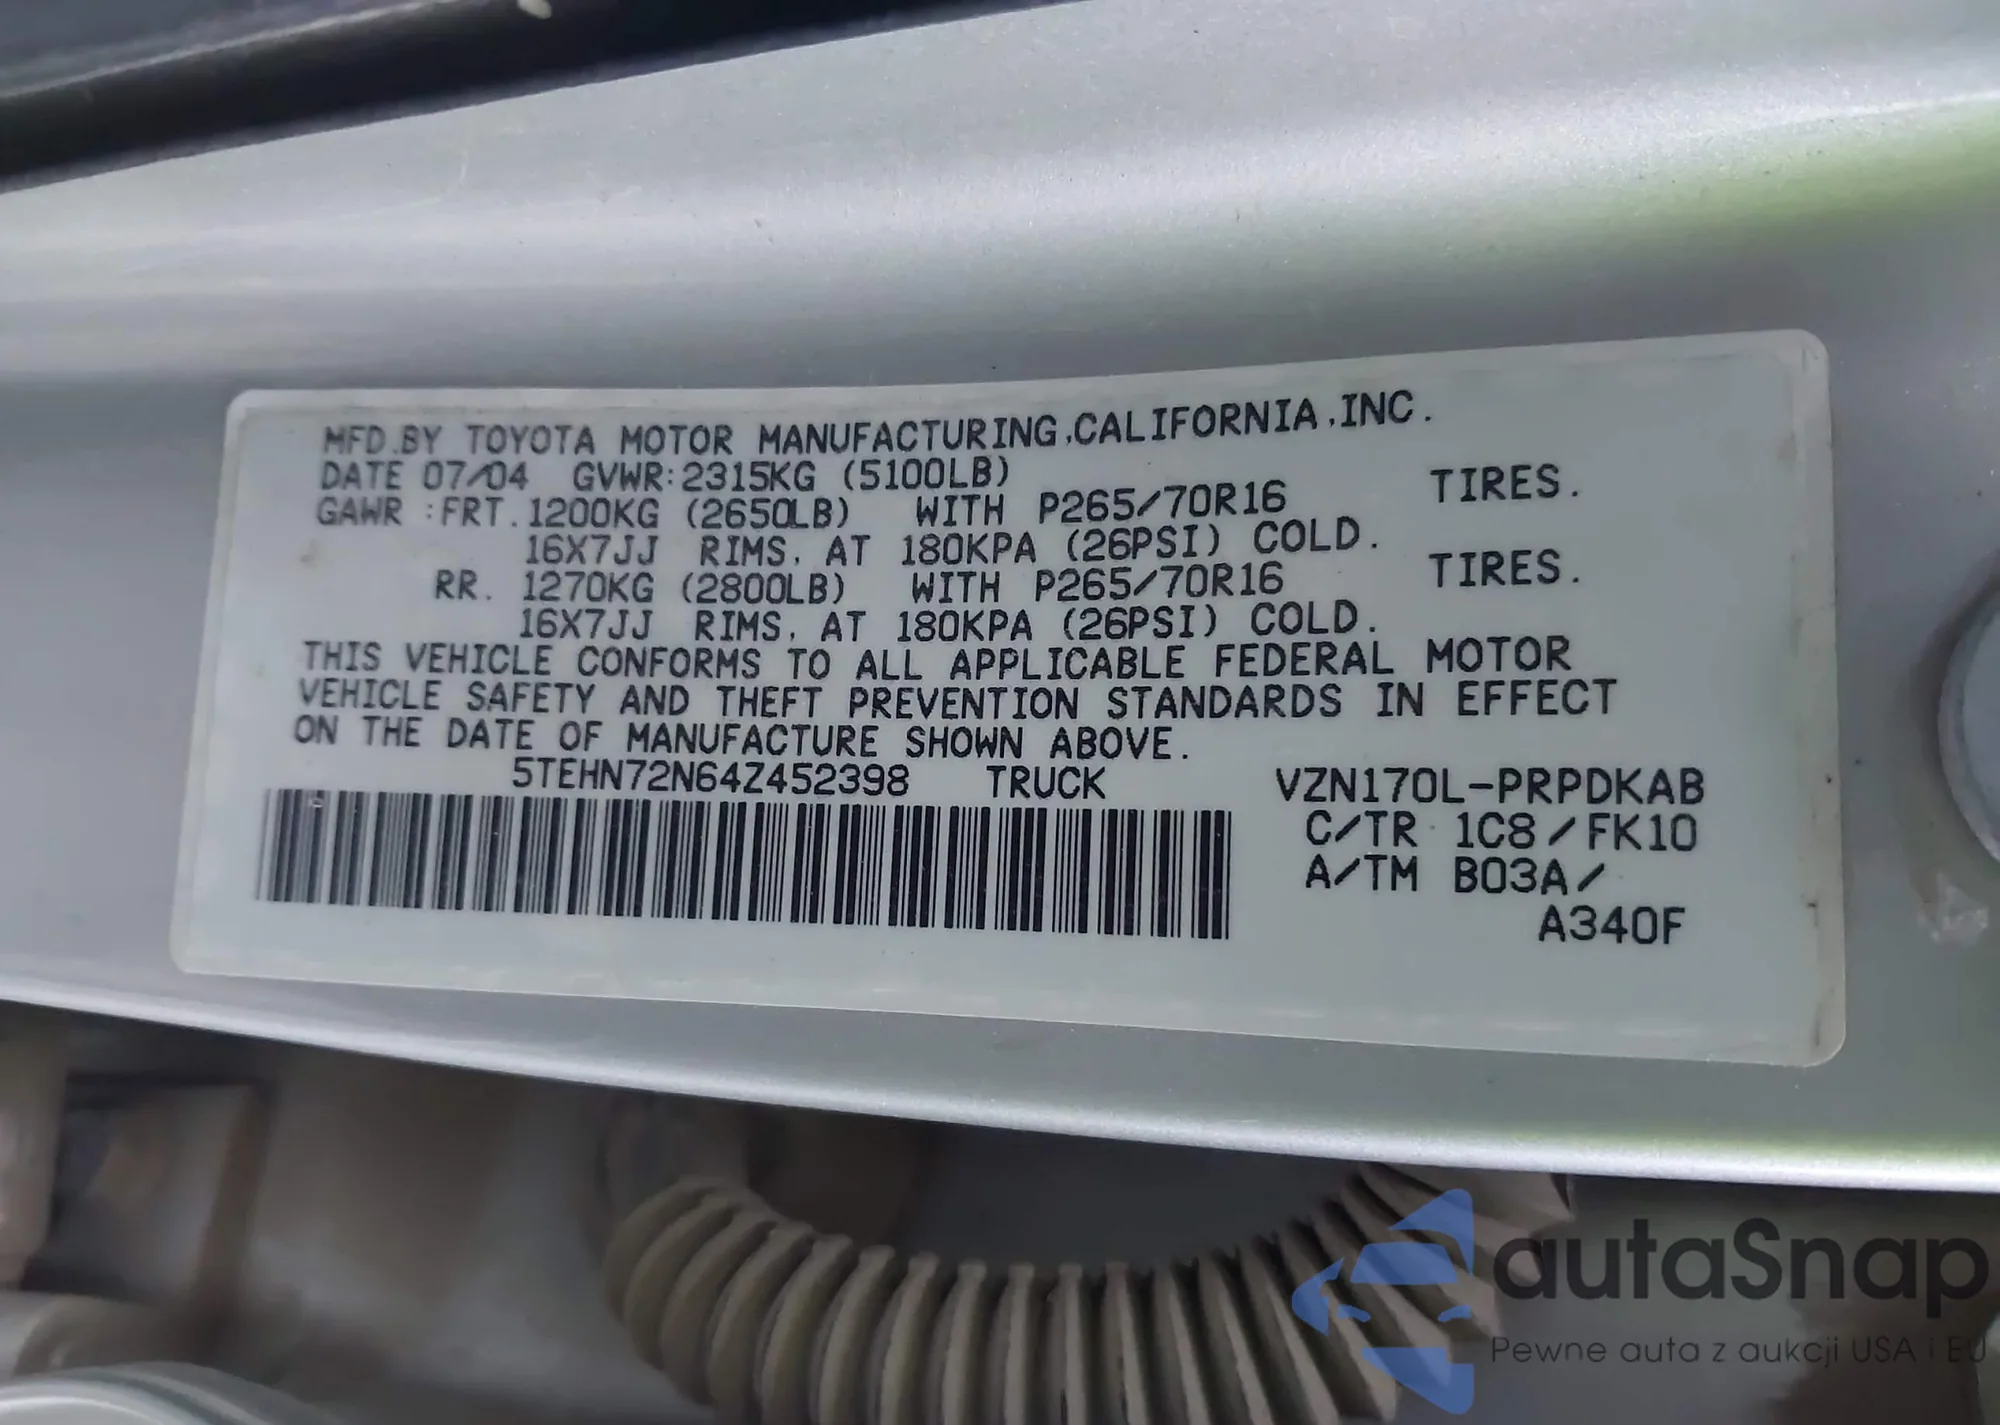 MFD.BY TOYOTA MOTOR MANUFACTURING,CALIFORNIA,INC.
DATE 07/04 GVWR:2315KG (5100LB)
GAWR :FRT. 1200KG (2650LB) WITH P265/70R16 TIRES.
16X7JJ RIMS, AT 180KPA (26PSI) COLD.
RR. 1270KG (2800LB) WITH P265/70R16 TIRES.
16X7JJ RIMS, AT 180KPA (26PSI) COLD.
THIS VEHICLE CONFORMS TO ALL APPLICABLE FEDERAL MOTOR
VEHICLE SAFETY AND THEFT PREVENTION STANDARDS IN EFFECT
ON THE DATE OF MANUFACTURE SHOWN ABOVE.
5TEHN72N64Z452398 TRUCK VZN170L-PRPDKAB
C/TR 1C8/FK10
A/TM B03A/
A340F
autaSnap
Pewne auta z aukcji USA i EU